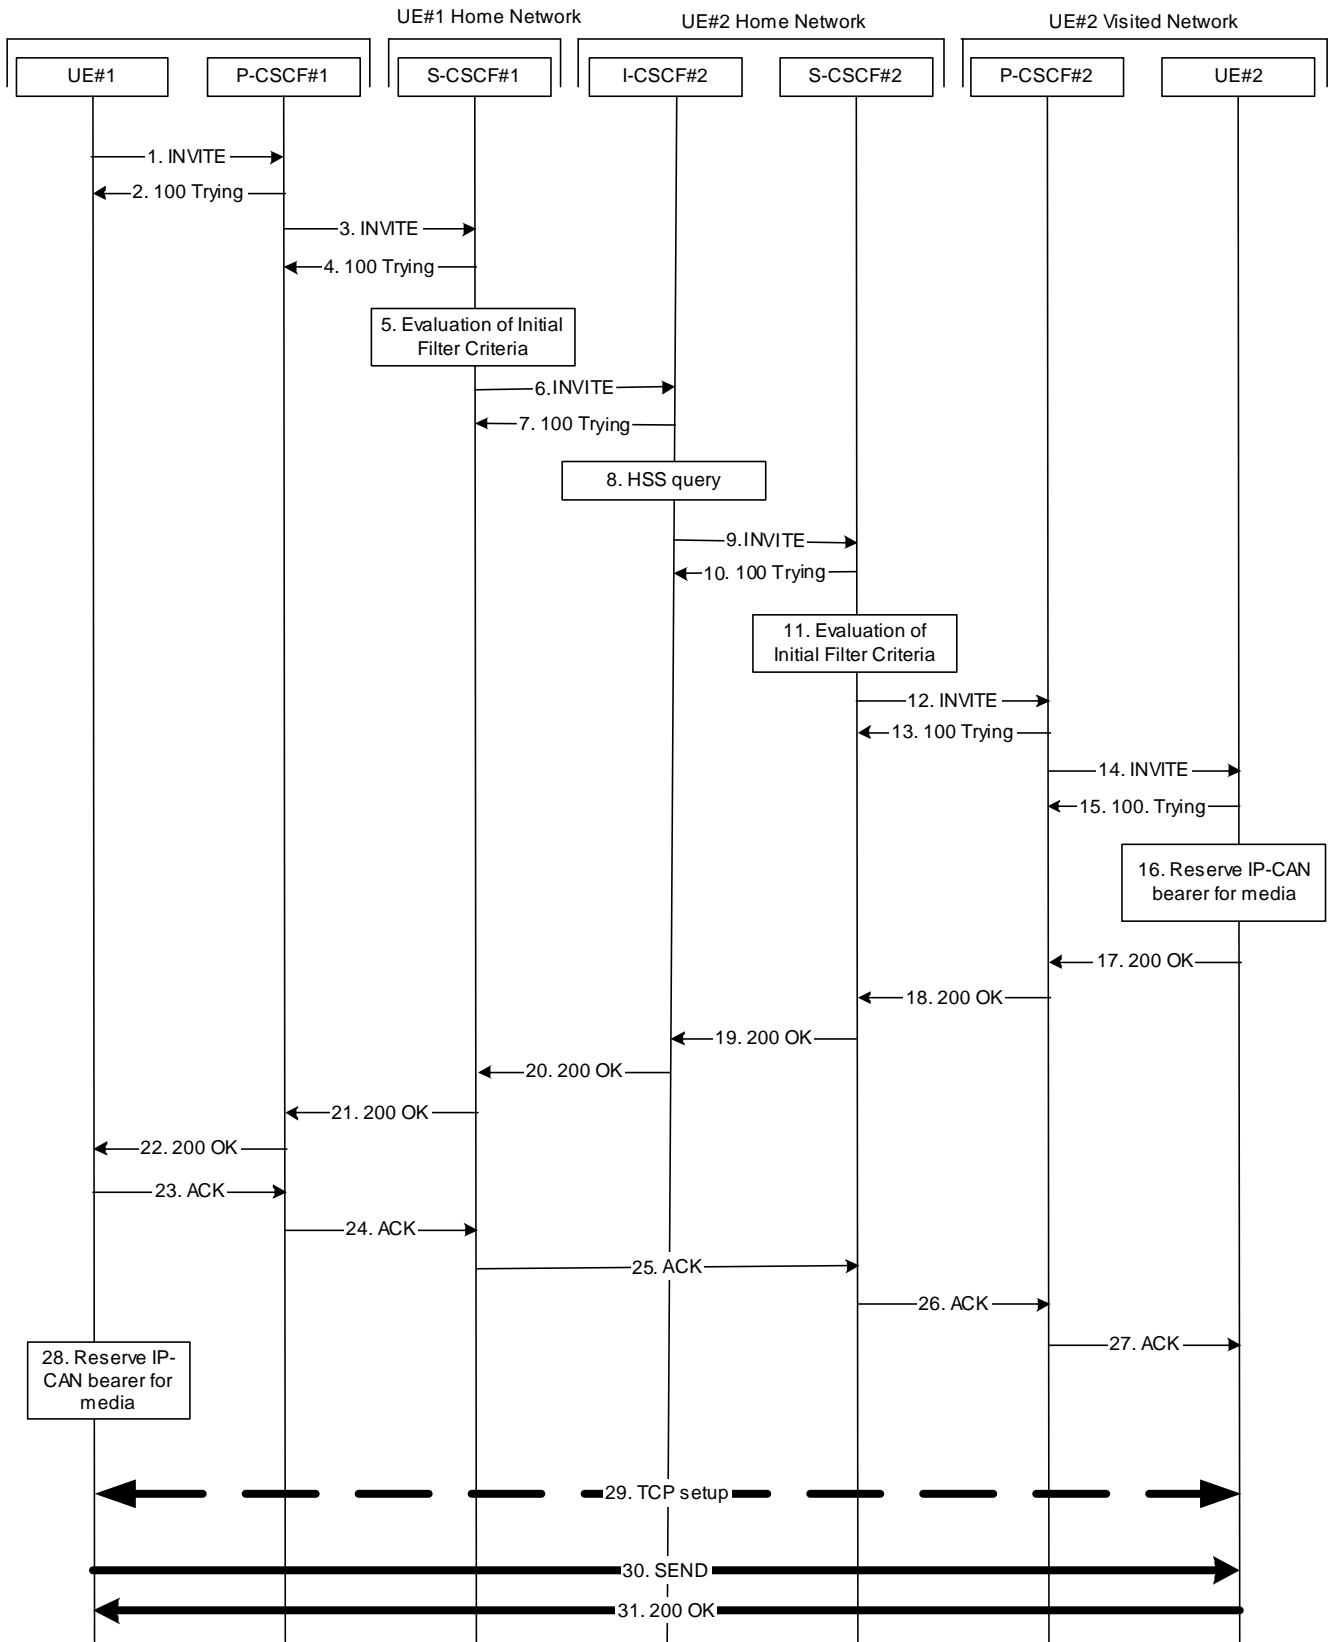 UE#1 Home Network
UE#2 Home Network
UE#2 Visited Network
UE#1
P-CSCF#1
S-CSCF#1
I-CSCF#2
S-CSCF#2
P-CSCF#2
UE#2
1. INVITE
2. 100 Trying
3. INVITE
4. 100 Trying
5. Evaluation of Initial
Filter Criteria
6.INVITE
7. 100 Trying
8. HSS query
9.INVITE
10. 100 Trying
11. Evaluation of
Initial Filter Criteria
12. INVITE
13. 100 Trying
14. INVITE
15. 100. Trying
16. Reserve IP-CAN
bearer for media
17. 200 OK
18. 200 OK
19. 200 OK
20. 200 OK
21. 200 OK
22. 200 OK
23. ACK
24. ACK
25. ACK
26. ACK
27. ACK
28. Reserve IP-
CAN bearer for
media
29. TCP setup
30. SEND
31. 200 OK